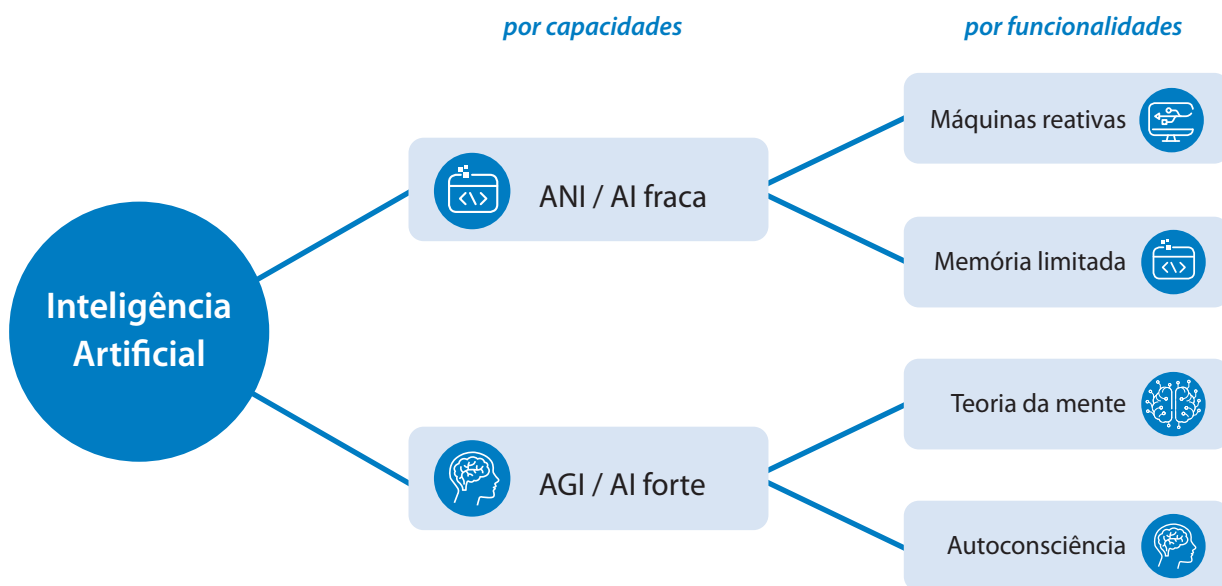 por capacidades
por funcionalidades
Inteligência
Artificial
ANI / AI fraca
AGI / AI forte
Máquinas reativas
Memória limitada
Teoria da mente
Autoconsciência